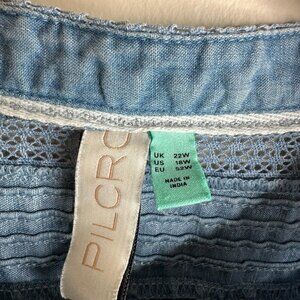 PILCRO
UK 22W
US 18W
EU 52W
MADE IN
INDIA